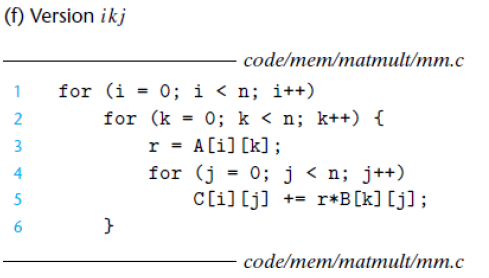 (f) Version ikj
code/mem/matmult/mm.c
1 for (i = 0; i < n; i++)
2 for (k = 0; k < n; k++) {
3 r = A[i][k];
4 for (j = 0; j < n; j++)
5 C[i][j] += r*B[k][j];
6 }
code/mem/matmult/mm.c